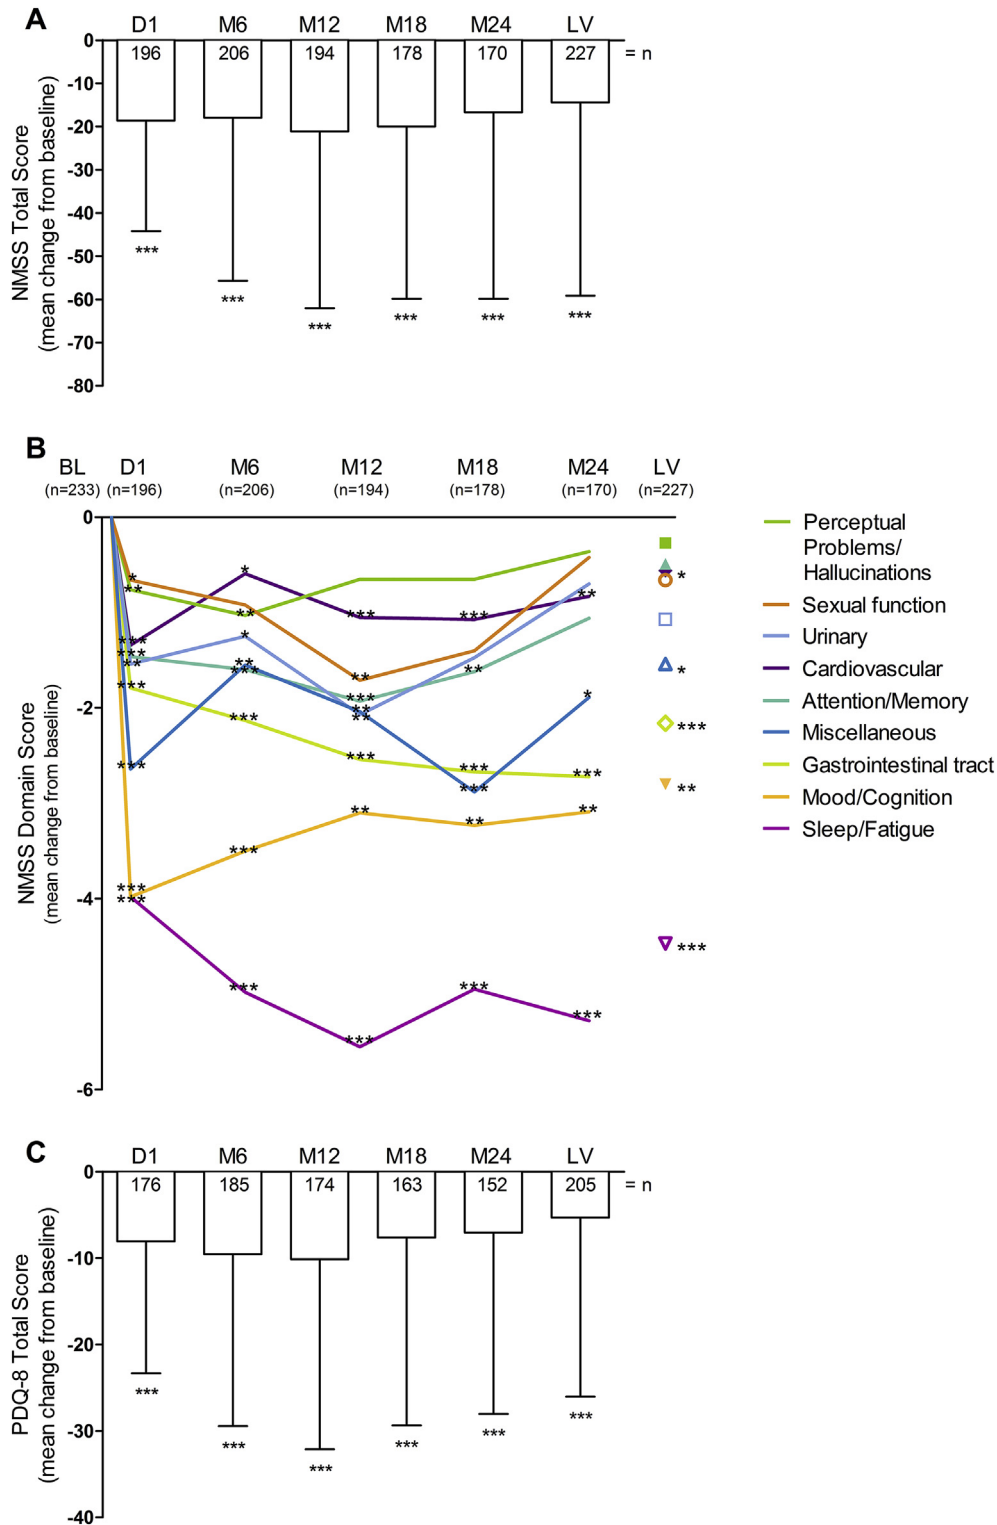 A
D1 M6 M12 M18 M24 LV
0 196 206 194 178 170 227 = n
-10
-20
-30
-40
-50
-60
-70
-80
NMSS Total Score
(mean change from baseline)
***
***
***
***
***
***
B
BL D1 M6 M12 M18 M24 LV
(n=233) (n=196) (n=206) (n=194) (n=178) (n=170) (n=227)
0
-2
-4
-6
NMSS Domain Score
(mean change from baseline)
* ** *** *** ** *** *** *** ***
* ** * ** *** *** *** ***
*** ** *** ** ** *** ** ***
*** ** *** *** ** ***
** * *** ** ***
*
*
***
**
***
Perceptual
Problems/
Hallucinations
Sexual function
Urinary
Cardiovascular
Attention/Memory
Miscellaneous
Gastrointestinal tract
Mood/Cognition
Sleep/Fatigue
C
D1 M6 M12 M18 M24 LV
0 176 185 174 163 152 205 = n
-10
-20
-30
-40
PDQ-8 Total Score
(mean change from baseline)
***
***
***
***
***
***